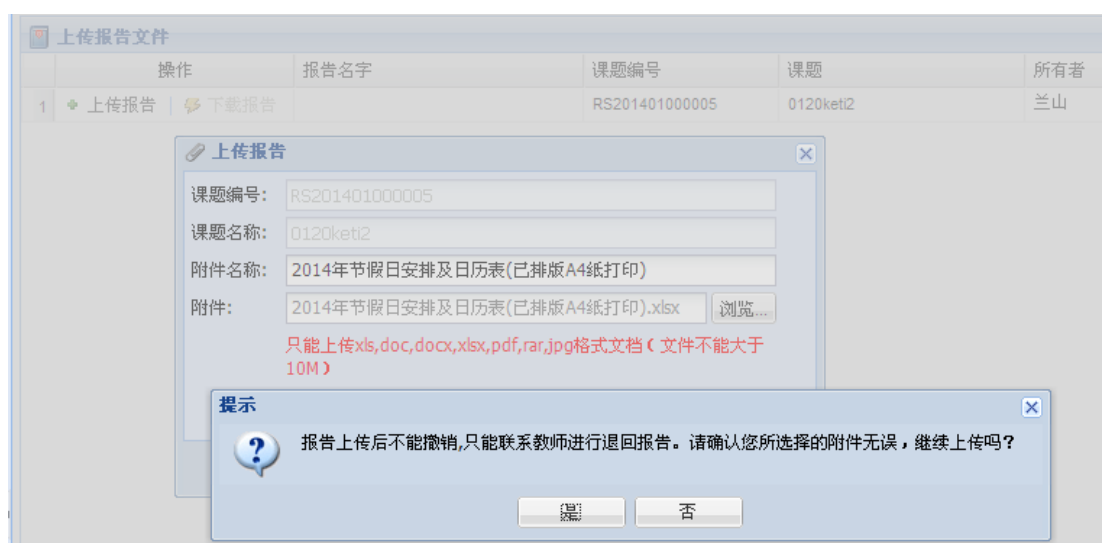 上传报告文件
操作 报告名字 课题编号 课题 所有者
1 上传报告 下载报告 RS201401000005 0120keti2 兰山
上传报告
课题编号: RS201401000005
课题名称: 0120keti2
附件名称: 2014年节假日安排及日历表(已排版A4纸打印)
附件: 2014年节假日安排及日历表(已排版A4纸打印).xlsx 浏览...
只能上传xls,doc,docx,xlsx,pdf,rar,jpg格式文档(文件不能大于
10M)
提示
报告上传后不能撤销,只能联系教师进行退回报告。请确认您所选择的附件无误，继续上传吗？
是 否